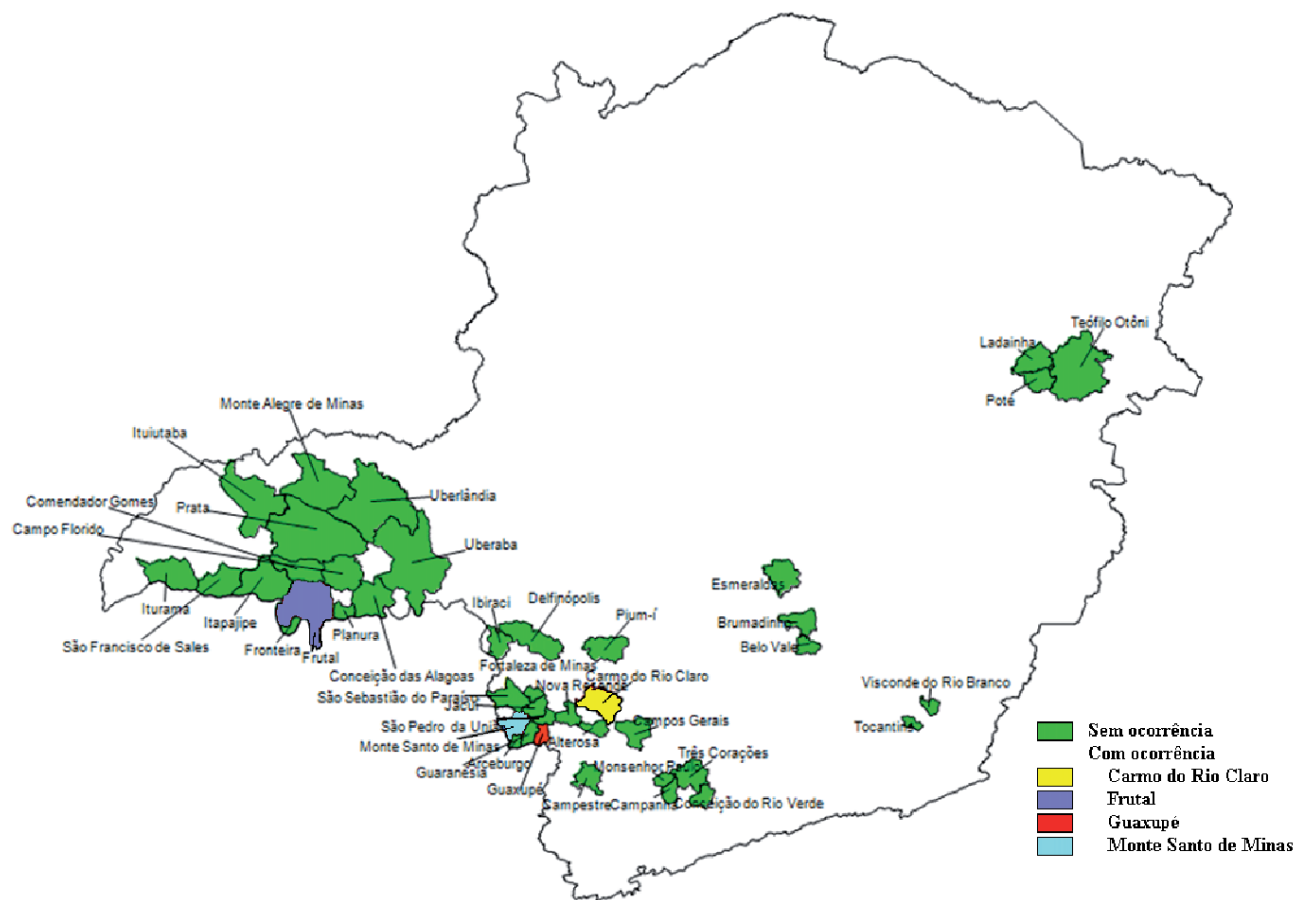 Teófilo Otôni
Ladainha
Poté
Monte Alegre de Minas
Ituiutaba
Uberlândia
Comendador Gomes
Prata
Campo Florido
Uberaba
Esmeraldas
Iturama
Itapajipe
Ibiraci
Delfinópolis
Pium-í
Brumadinho
Planura
São Francisco de Sales
Fronteira
Frutal
Belo Vale
Conceição das Alagoas
Fortaleza de Minas
Carmo do Rio Claro
Nova Resende
São Sebastião do Paraíso
Jacuí
Visconde do Rio Branco
Tocantins
São Pedro da União
Campos Gerais
Monte Santo de Minas
Alterosa
Arceburgo
Guaranésia
Guaxupé
Três Corações
Monsenhor Paulo
Campestre
Campanha
Conceição do Rio Verde
Sem ocorrência
Com ocorrência
Carmo do Rio Claro
Frutal
Guaxupé
Monte Santo de Minas